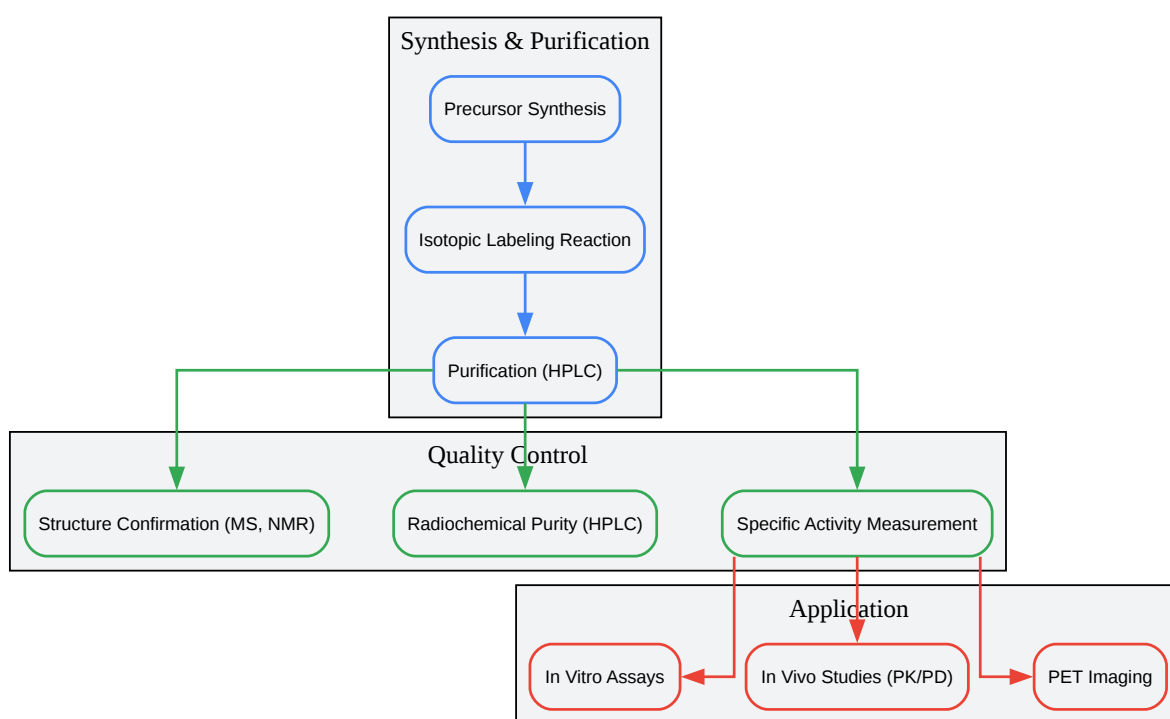 Synthesis & Purification
Precursor Synthesis
Isotopic Labeling Reaction
Purification (HPLC)
Quality Control
Structure Confirmation (MS, NMR)
Radiochemical Purity (HPLC)
Specific Activity Measurement
Application
In Vitro Assays
In Vivo Studies (PK/PD)
PET Imaging